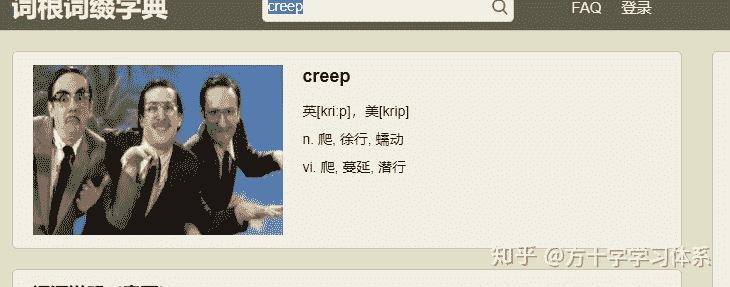 词根词缀字典 creep FAQ 登录
creep
英[kri:p]，美[krip]
n. 爬, 徐行, 蠕动
vi. 爬, 蔓延, 潜行
知乎 @方十字学习体系